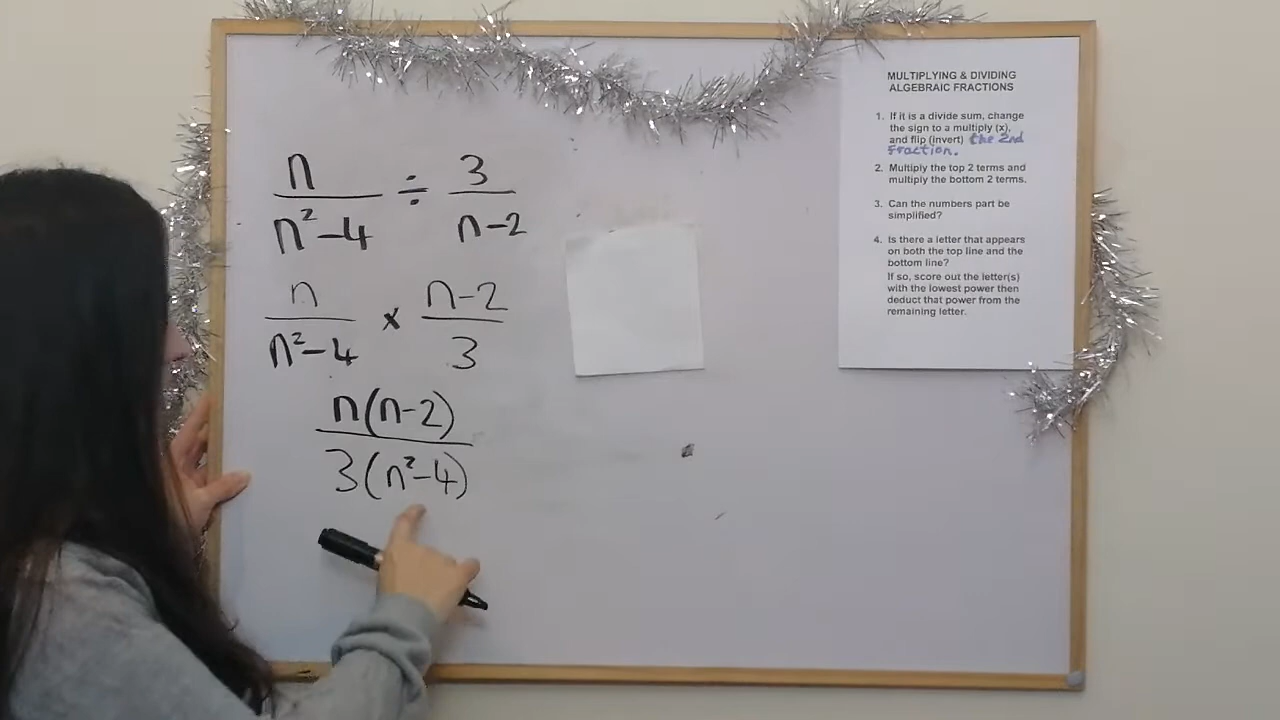 n/n²-4 ÷ 3/n-2
n/n²-4 x n-2/3
n(n-2)/3(n²-4)
MULTIPLYING & DIVIDING
ALGEBRAIC FRACTIONS
1. If it is a divide sum, change
the sign to a multiply (x),
and flip (invert) the 2nd
fraction.
2. Multiply the top 2 terms and
multiply the bottom 2 terms.
3. Can the numbers part be
simplified?
4. Is there a letter that appears
on both the top line and the
bottom line?
If so, score out the letter(s)
with the lowest power then
deduct that power from the
remaining letter.